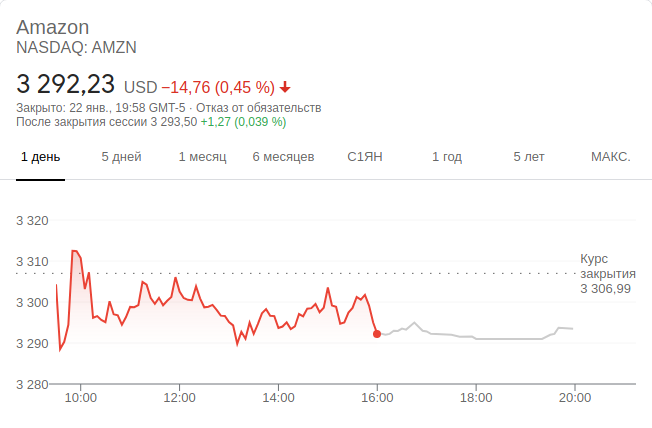 Amazon
NASDAQ: AMZN
3 292,23 USD −14,76 (0,45 %)
Закрыто: 22 янв., 19:58 GMT-5 · Отказ от обязательств
После закрытия сессии 3 293,50 +1,27 (0,039 %)
1 день 5 дней 1 месяц 6 месяцев С1ЯН 1 год 5 лет МАКС.
3 320
3 310
3 300
3 290
3 280
Курс
закрытия
3 306,99
10:00 12:00 14:00 16:00 18:00 20:00